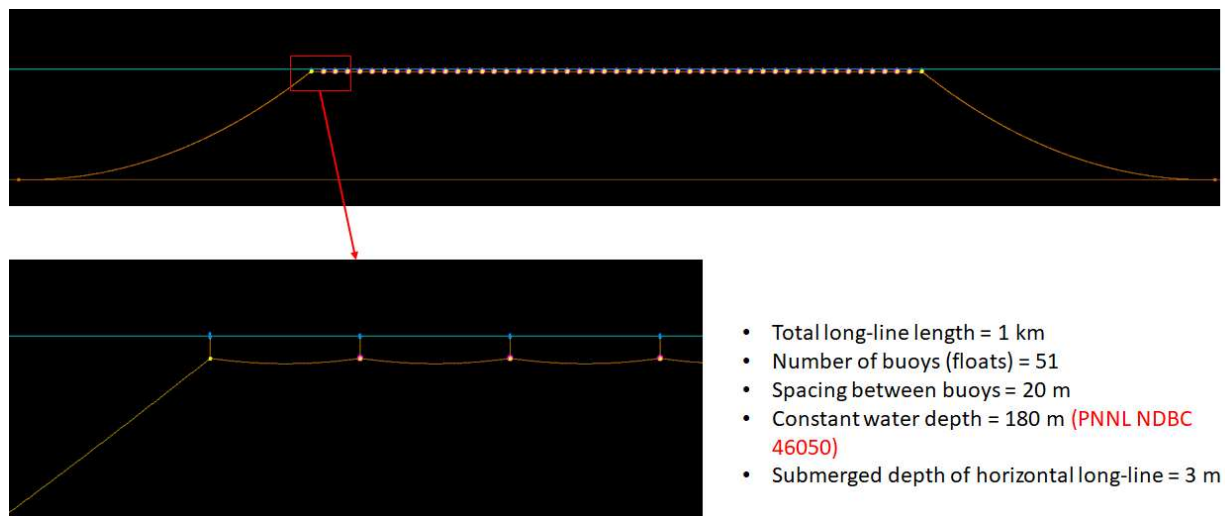 • Total long-line length = 1 km
• Number of buoys (floats) = 51
• Spacing between buoys = 20 m
• Constant water depth = 180 m (PNNL NDBC
46050)
• Submerged depth of horizontal long-line = 3 m